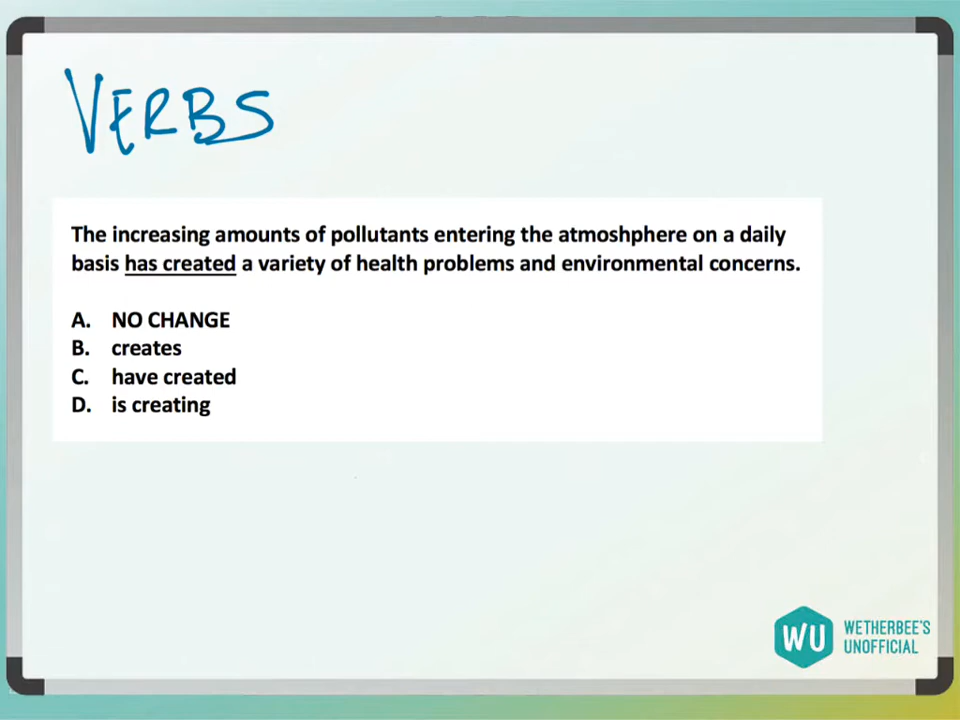 VERBS
The increasing amounts of pollutants entering the atmoshphere on a daily
basis has created a variety of health problems and environmental concerns.
A. NO CHANGE
B. creates
C. have created
D. is creating
WU WETHERBEE'S
UNOFFICIAL